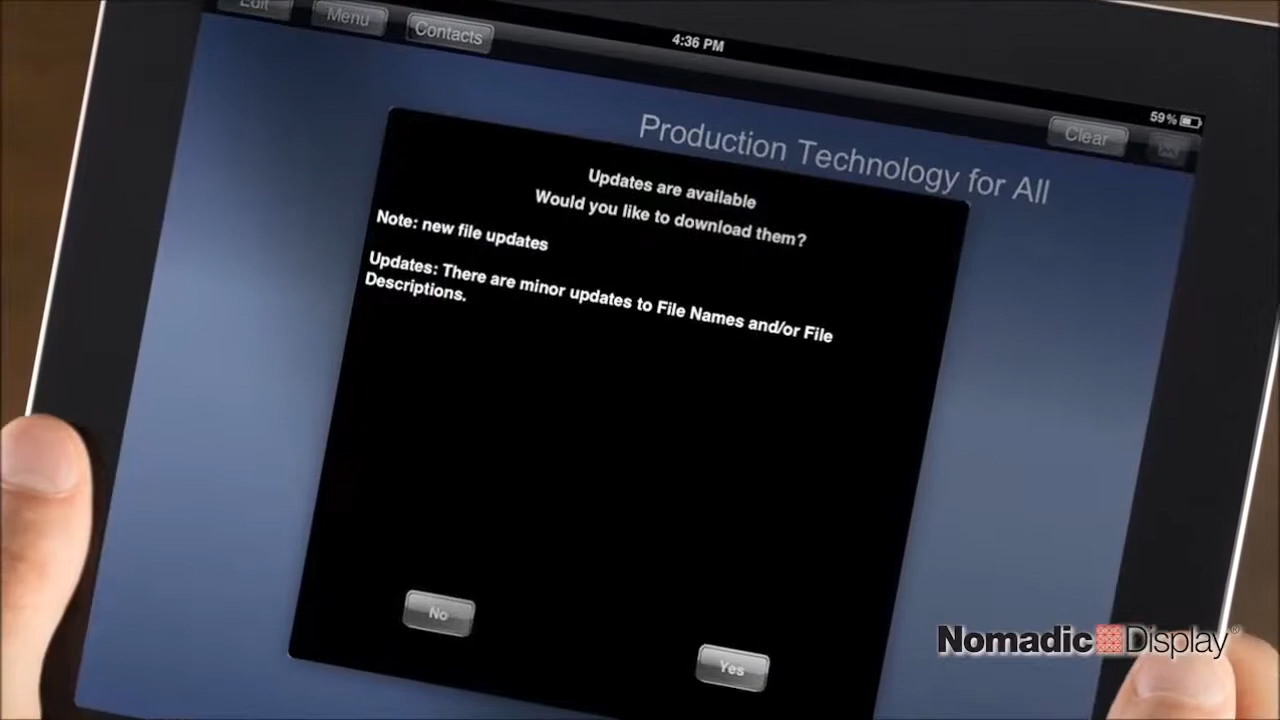 Edit
Menu
Contacts
4:36 PM
59%
Clear
Production Technology for All
Updates are available
Would you like to download them?
Note: new file updates
Updates: There are minor updates to File Names and/or File
Descriptions.
No
Yes
Nomadic Display®